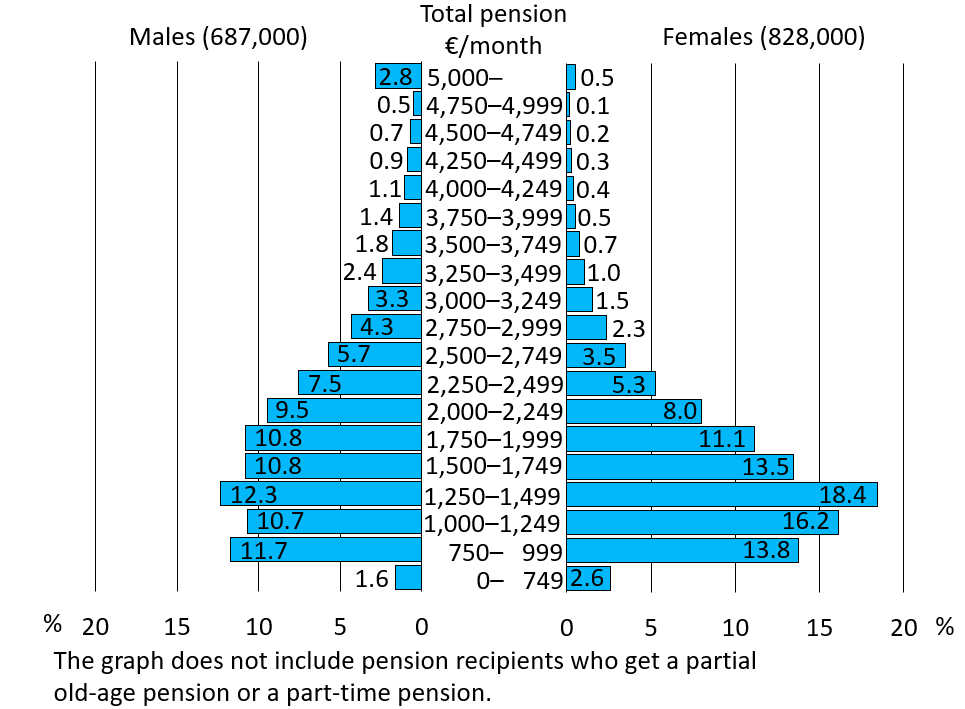 Total pension
€/month
Males (687,000)
Females (828,000)
2.8 5,000– 0.5
0.5 4,750–4,999 0.1
0.7 4,500–4,749 0.2
0.9 4,250–4,499 0.3
1.1 4,000–4,249 0.4
1.4 3,750–3,999 0.5
1.8 3,500–3,749 0.7
2.4 3,250–3,499 1.0
3.3 3,000–3,249 1.5
4.3 2,750–2,999 2.3
5.7 2,500–2,749 3.5
7.5 2,250–2,499 5.3
9.5 2,000–2,249 8.0
10.8 1,750–1,999 11.1
10.8 1,500–1,749 13.5
12.3 1,250–1,499 18.4
10.7 1,000–1,249 16.2
11.7 750– 999 13.8
1.6 0– 749 2.6
% 20 15 10 5 0 0 5 10 15 20 %
The graph does not include pension recipients who get a partial
old-age pension or a part-time pension.